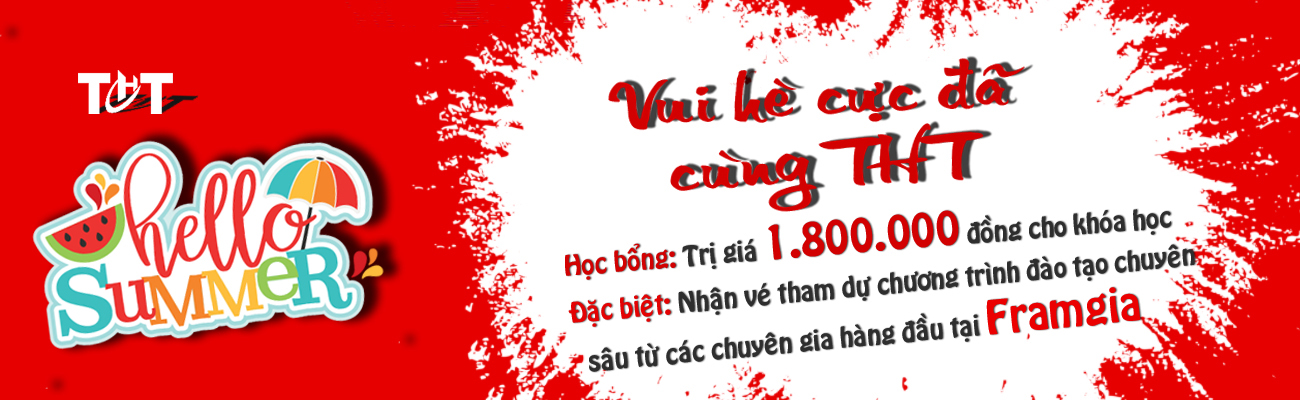 THT
hello
SUMMER
Vui hè cực đã
cùng THT
Học bổng: Trị giá 1.800.000 đồng cho khóa học
Đặc biệt: Nhận vé tham dự chương trình đào tạo chuyên
sâu từ các chuyên gia hàng đầu tại Framgia